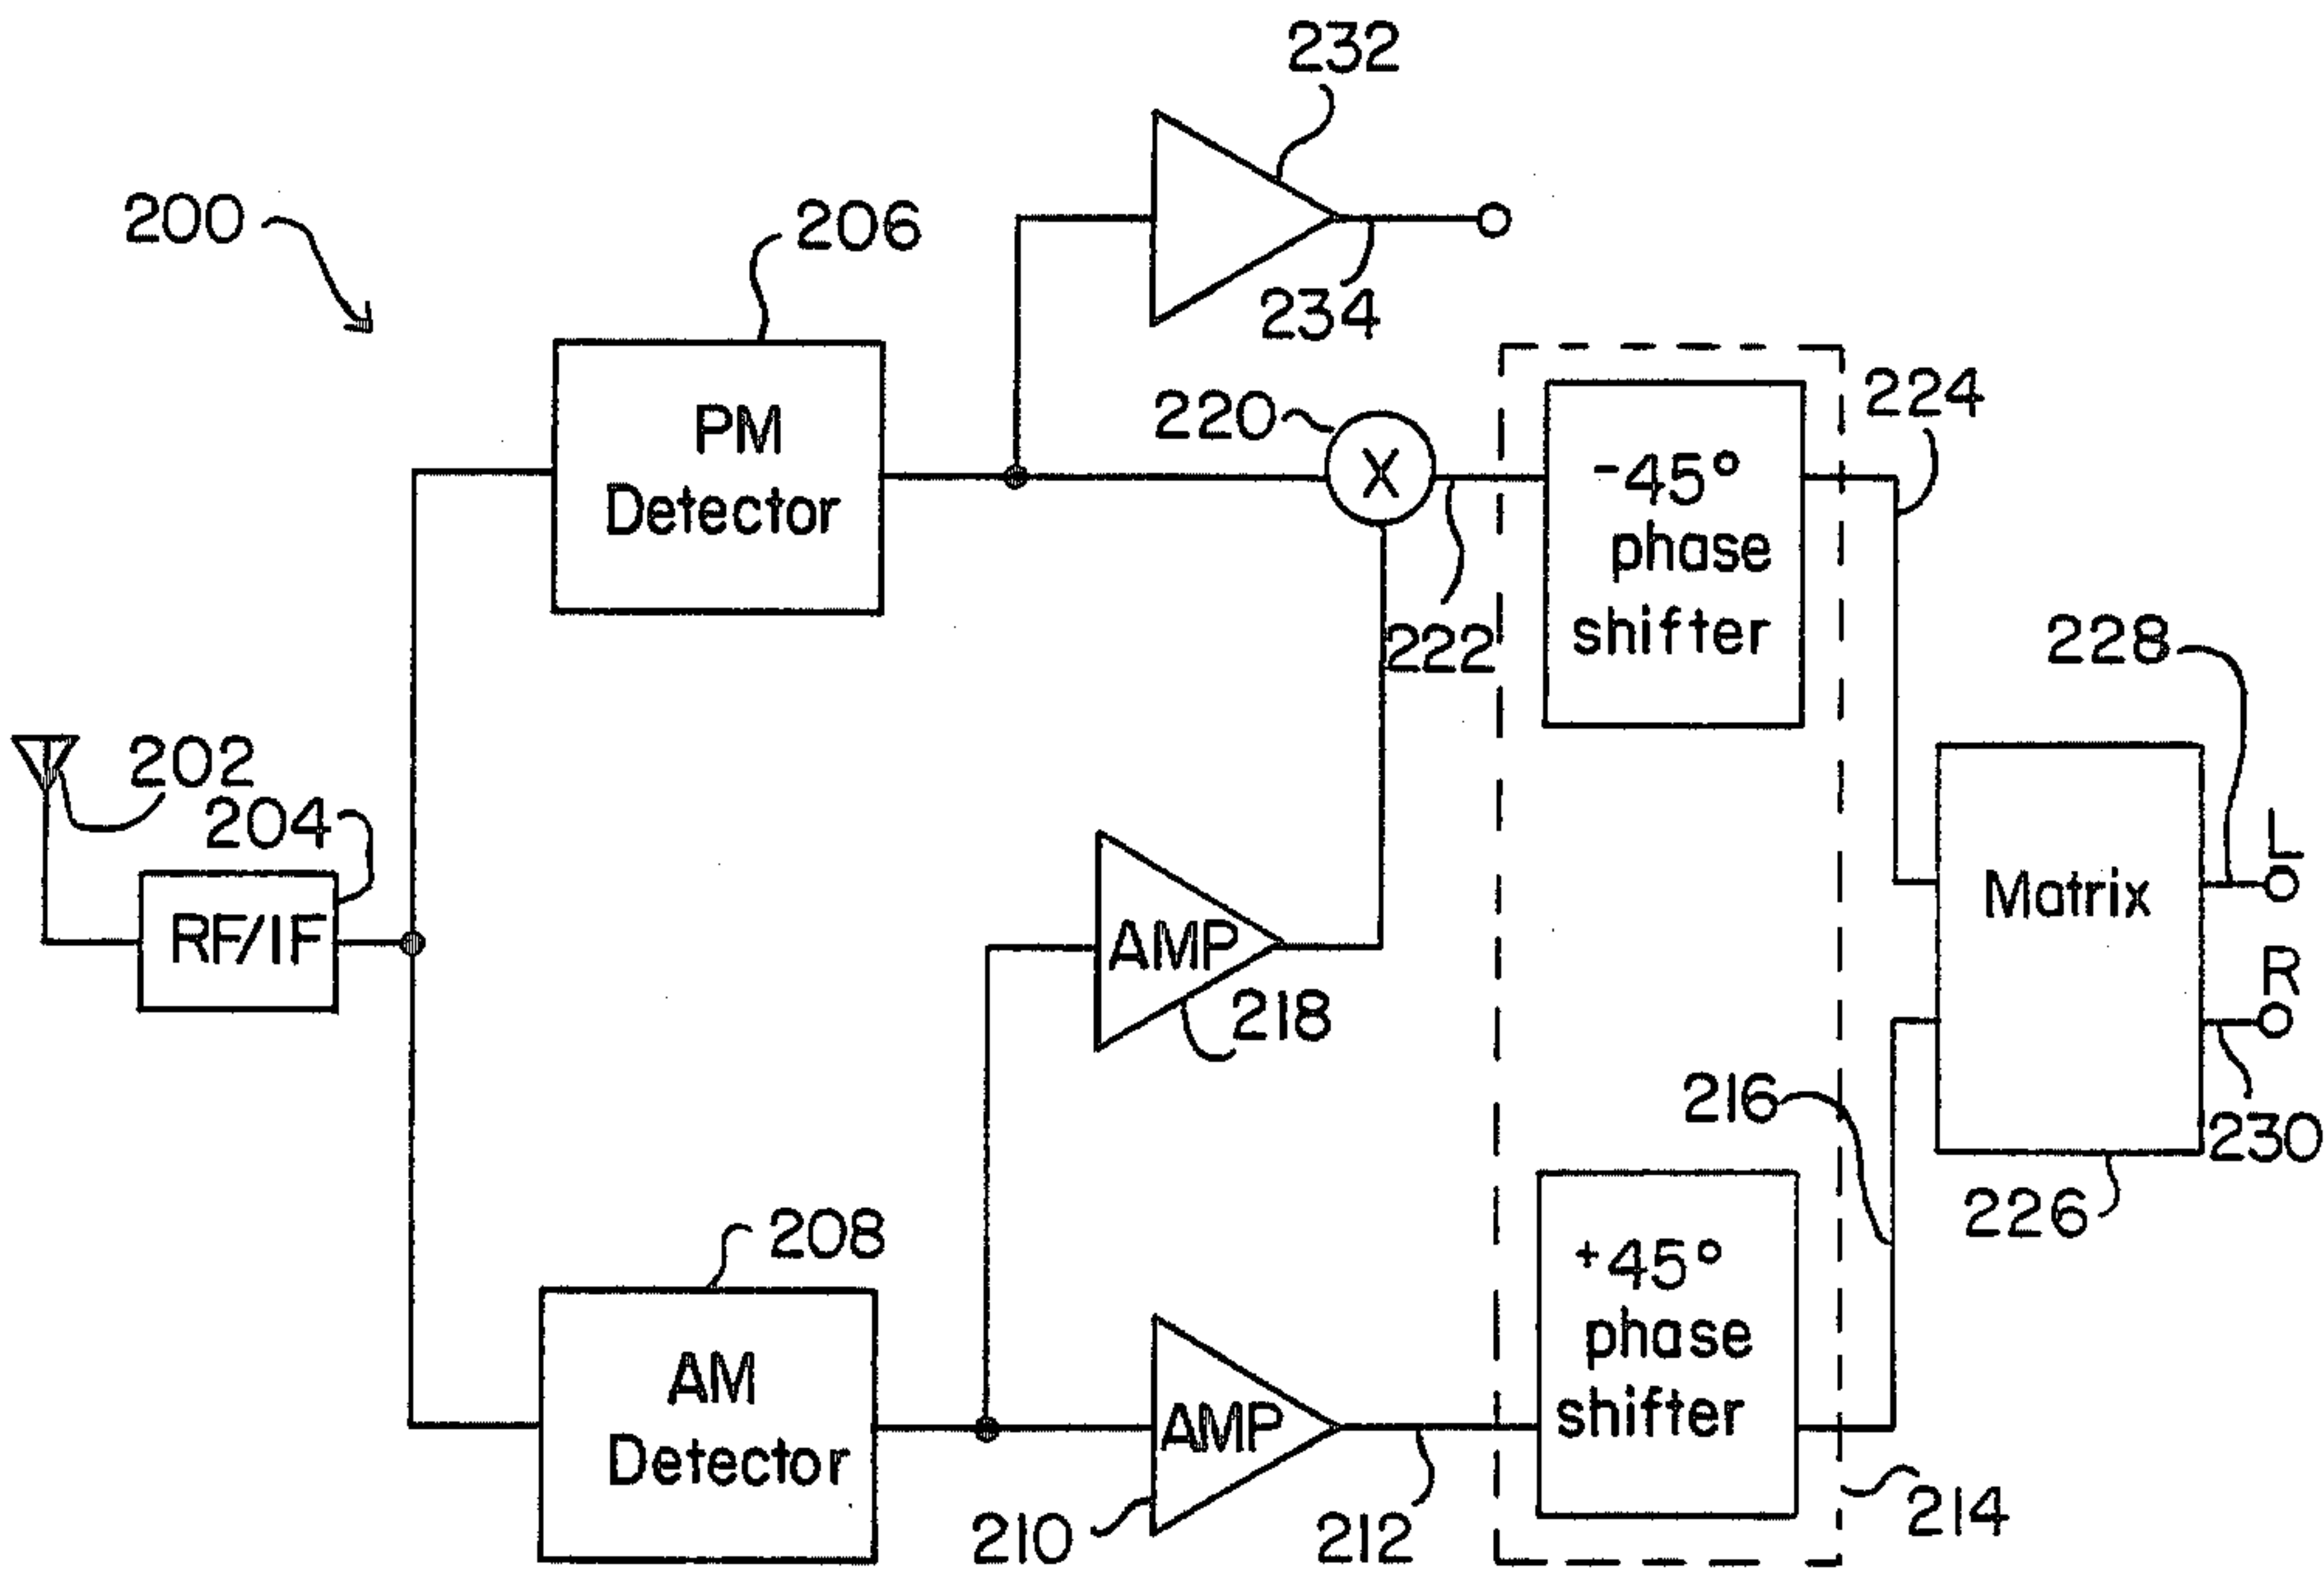 232
200
206
234
PM
Detector
220
X
222
-45°
phase
shifter
224
228
202
204
RF/IF
AMP
218
Matrix
L
R
216
230
226
208
AM
Detector
AMP
210
212
+45°
phase
shifter
214